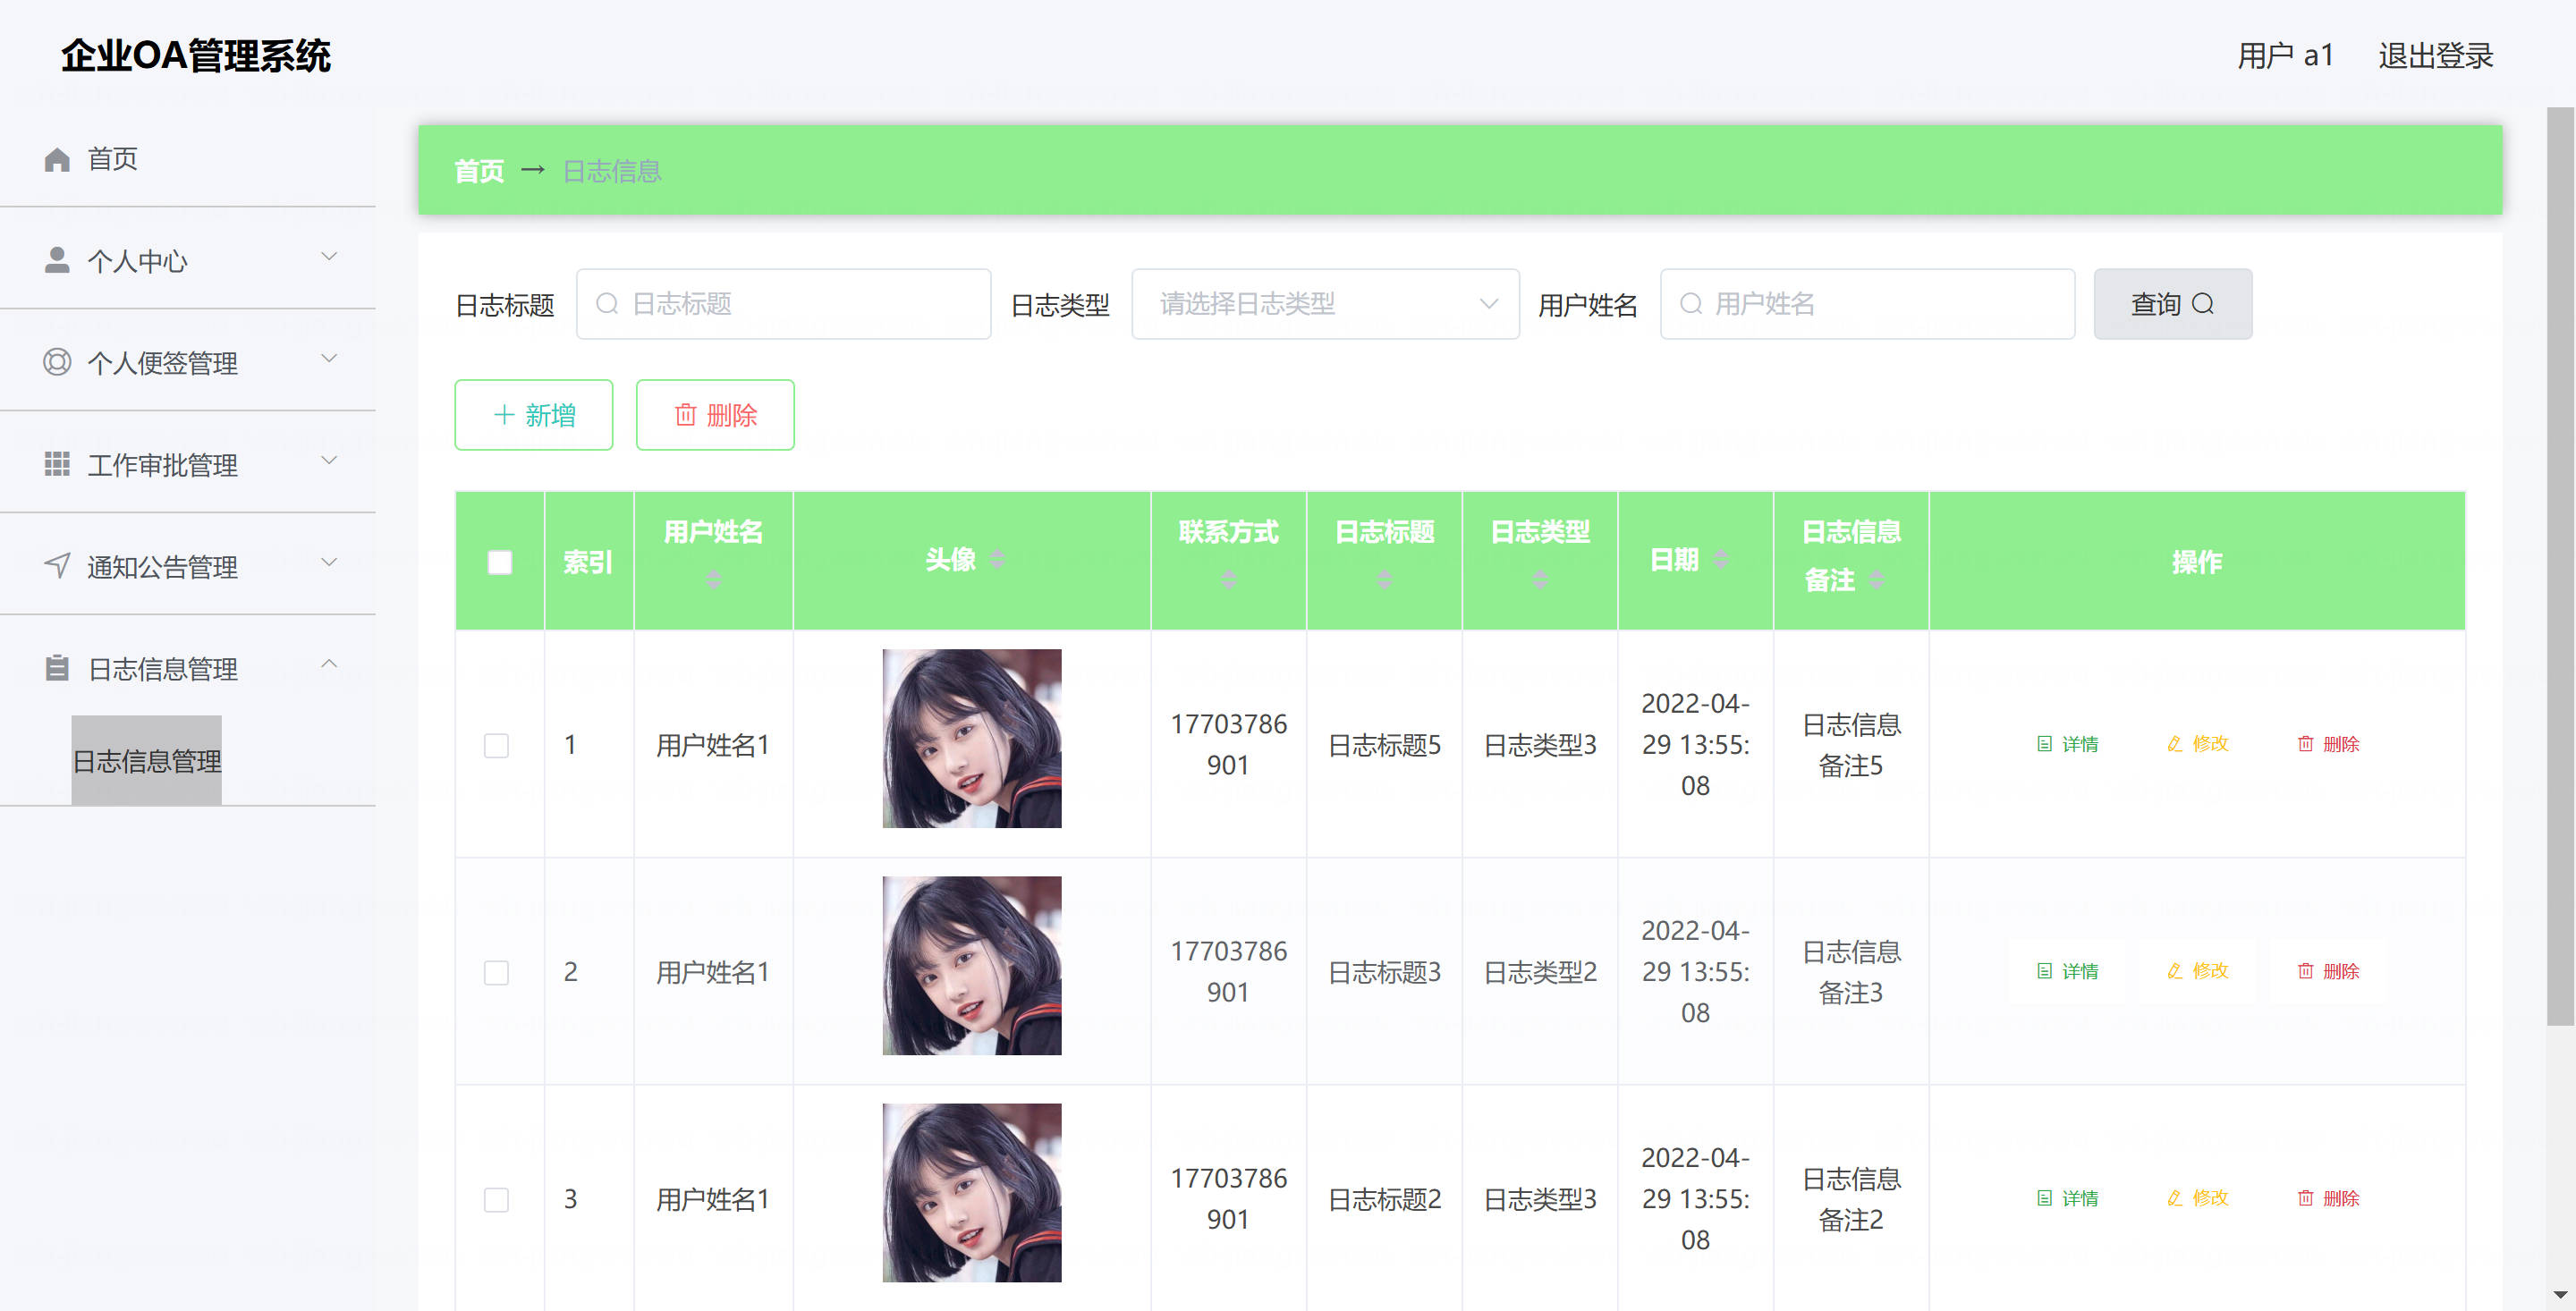 企业OA管理系统
用户 a1
退出登录
首页
个人中心
个人便签管理
工作审批管理
通知公告管理
日志信息管理
日志信息管理
首页 → 日志信息
日志标题 日志标题 日志类型 请选择日志类型 用户姓名 用户姓名 查询
新增 删除
索引 用户姓名 头像 联系方式 日志标题 日志类型 日期 日志信息 操作
备注
1 用户姓名1 17703786 日志标题5 日志类型3 2022-04- 日志信息 详情 修改 删除
901 29 13:55: 备注5
08
2 用户姓名1 17703786 日志标题3 日志类型2 2022-04- 日志信息 详情 修改 删除
901 29 13:55: 备注3
08
3 用户姓名1 17703786 日志标题2 日志类型3 2022-04- 日志信息 详情 修改 删除
901 29 13:55: 备注2
08